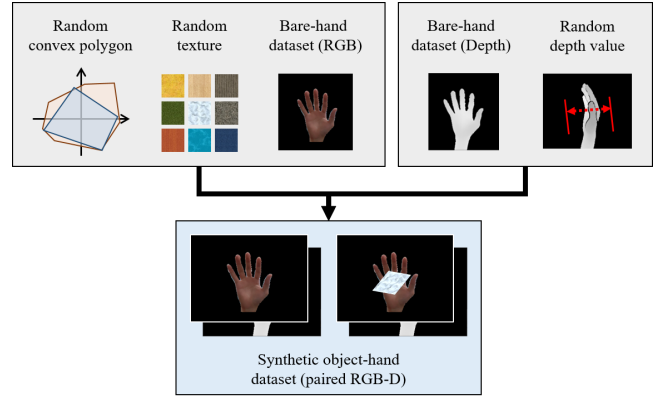 Random
convex polygon
Random
texture
Bare-hand
dataset (RGB)
Bare-hand
dataset (Depth)
Random
depth value
Synthetic object-hand
dataset (paired RGB-D)